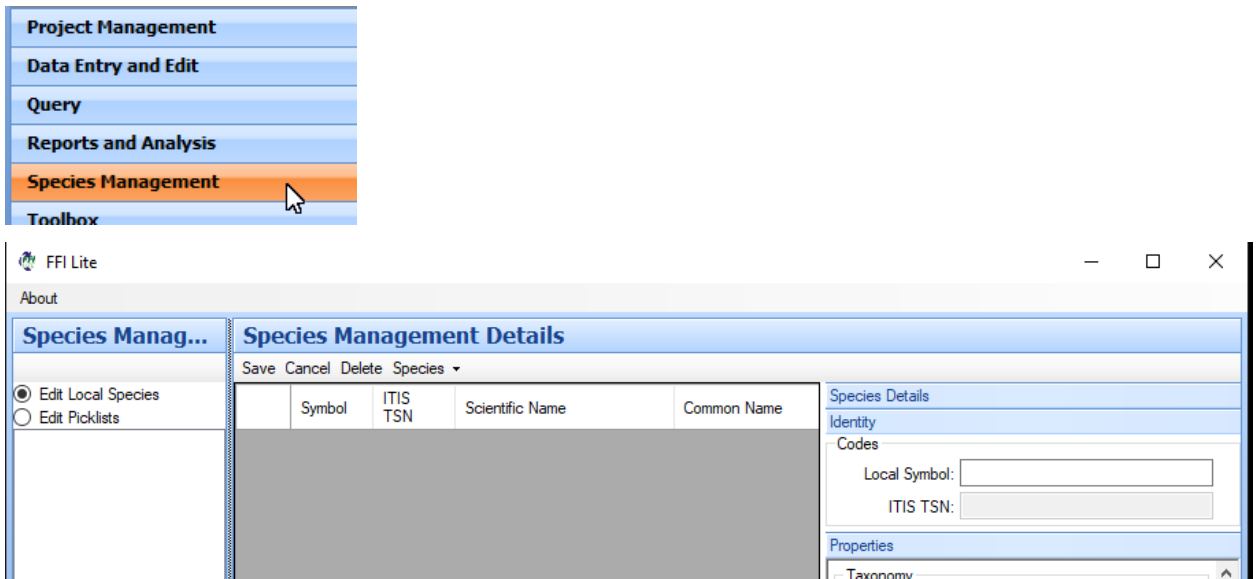 Project Management
Data Entry and Edit
Query
Reports and Analysis
Species Management
Toolbox
FFI Lite
About
Species Manag...
Species Management Details
Save Cancel Delete Species
Edit Local Species
Edit Picklists
Symbol ITIS TSN Scientific Name Common Name
Species Details
Identity
Codes
Local Symbol:
ITIS TSN:
Properties
Taxonomy